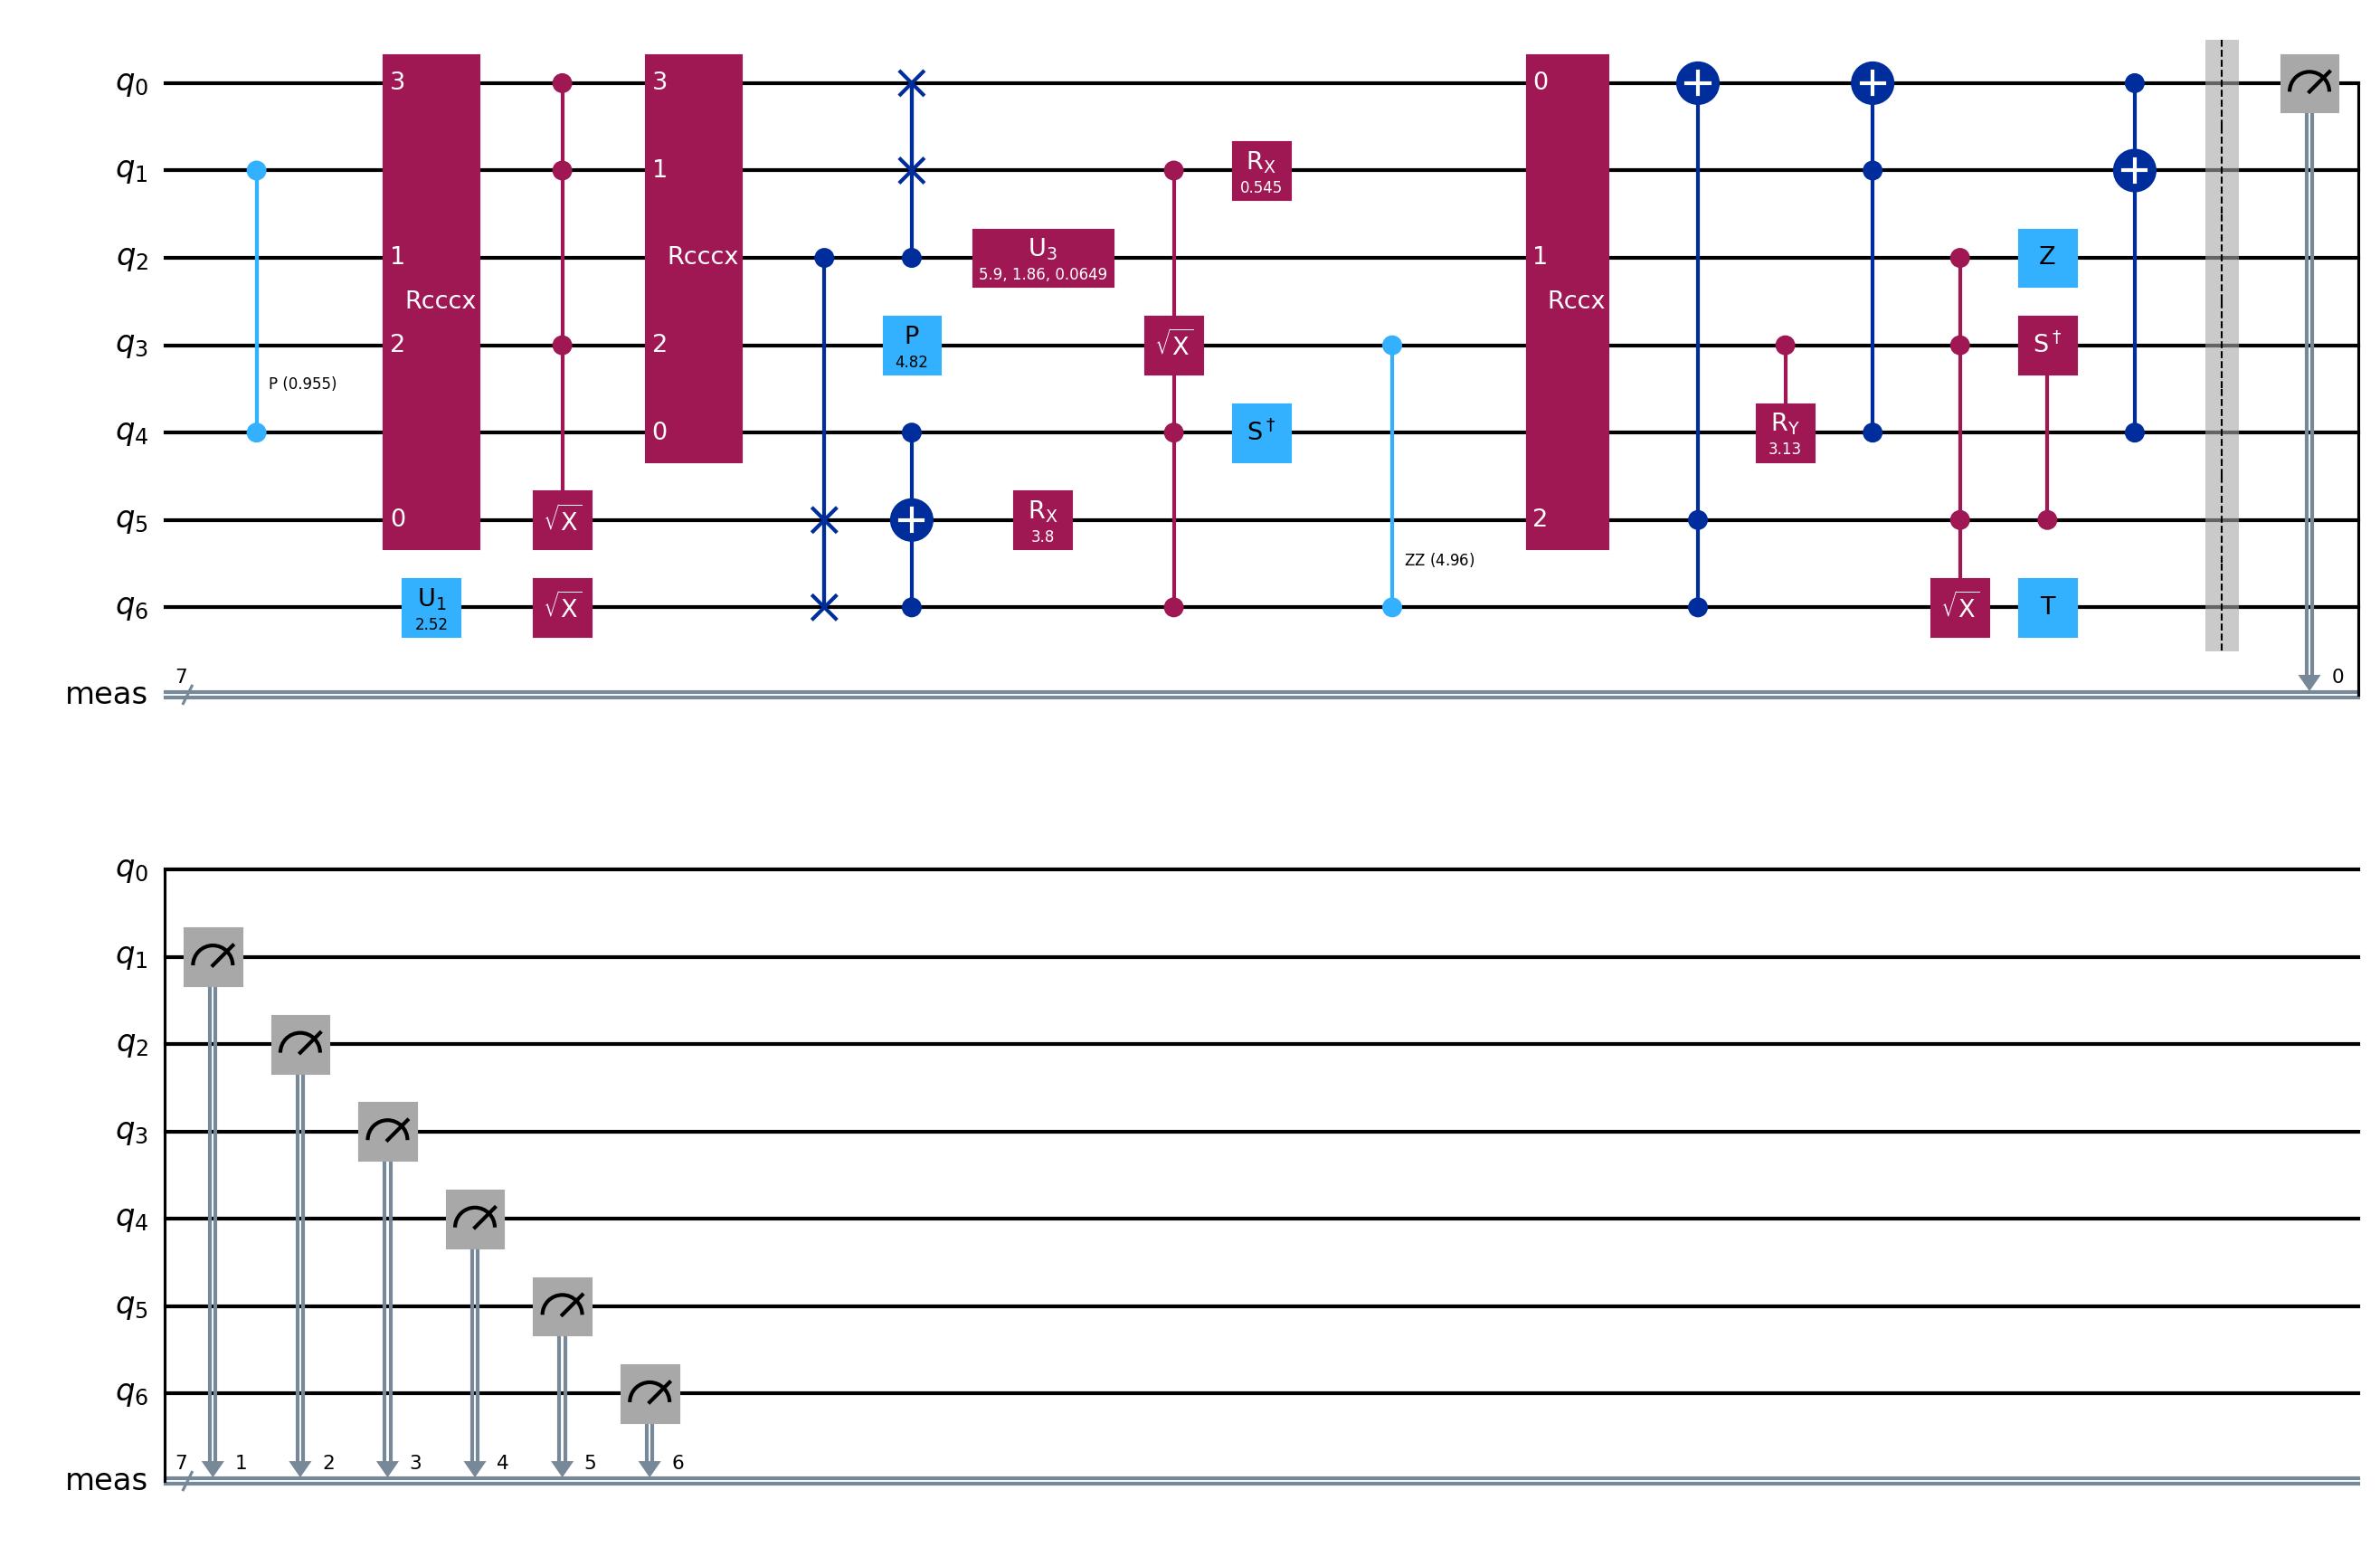 q0 3 3 0
q1 1 RX 0.545
q2 1 Rcccx U3 5.9, 1.86, 0.0649 1 Z
Rcccx Rccx
q3 2 2 P 4.82 √X S†
P (0.955)
q4 0 S† RY 3.13
q5 0 √X RX 3.8 2
ZZ (4.96)
q6 U1 2.52 √X √X T
meas 7 0
q0
q1
q2
q3
q4
q5
q6
meas 7 1 2 3 4 5 6